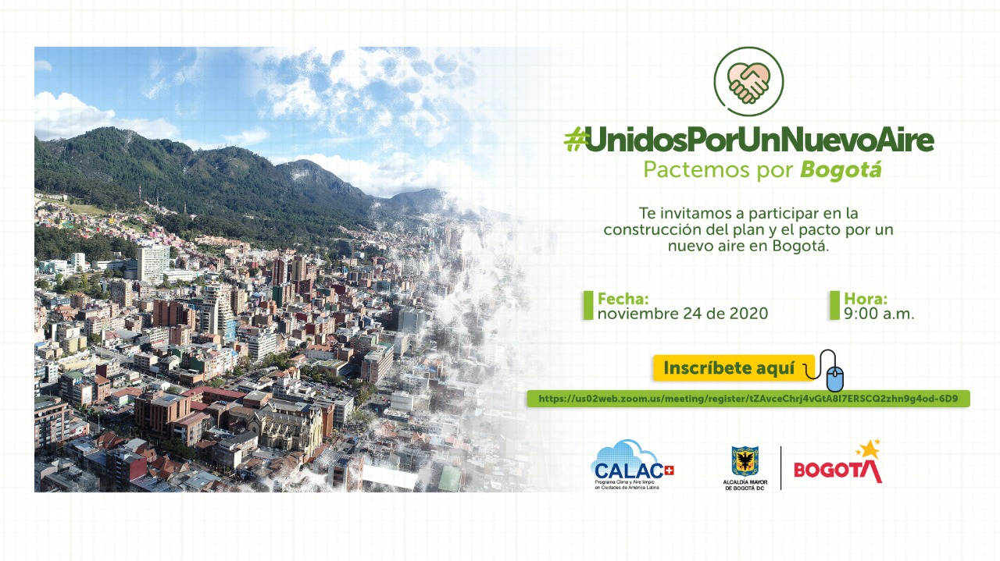 #UnidosPorUnNuevoAire
Pactemos por Bogotá
Te invitamos a participar en la
construcción del plan y el pacto por un
nuevo aire en Bogotá.
Fecha:
noviembre 24 de 2020
Hora:
9:00 a.m.
Inscríbete aquí
https://us02web.zoom.us/meeting/register/tZAvceChrj4vGtA8I7ERSCQ2zhn9g4od-6D9
CALAC
Programa Clima y Aire limpio
en Ciudades de América Latina
ALCALDÍA MAYOR
DE BOGOTÁ DC
BOGOTÁ